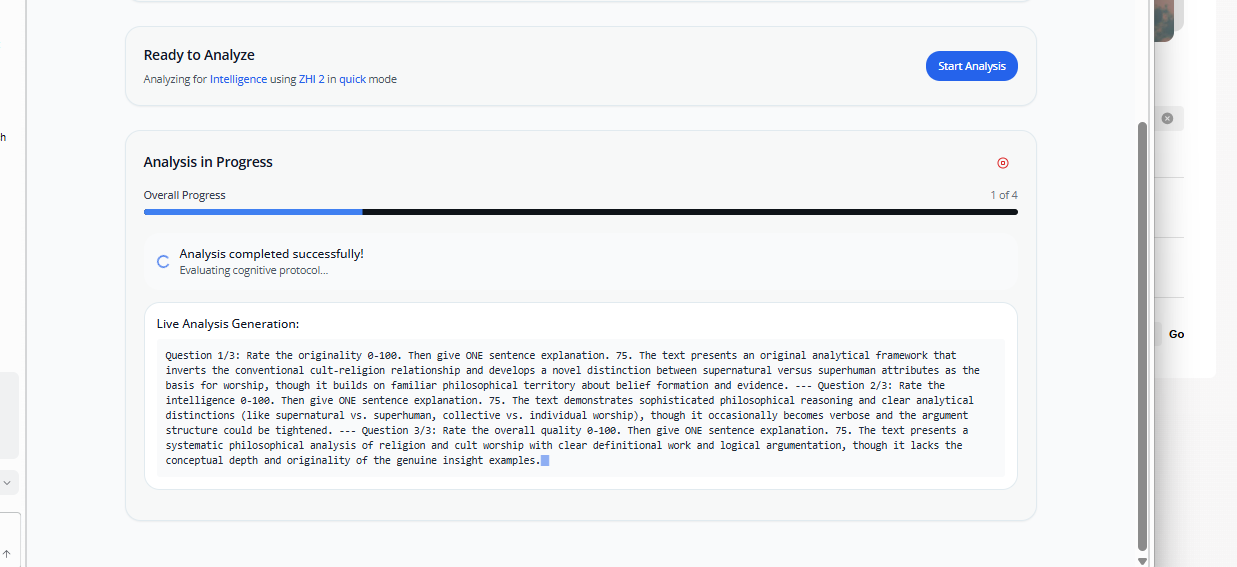 Ready to Analyze
Analyzing for Intelligence using ZHI 2 in quick mode
Start Analysis
h
Analysis in Progress
Overall Progress
1 of 4
Analysis completed successfully!
Evaluating cognitive protocol...
Live Analysis Generation:
Question 1/3: Rate the originality 0-100. Then give ONE sentence explanation. 75. The text presents an original analytical framework that
inverts the conventional cult-religion relationship and develops a novel distinction between supernatural versus superhuman attributes as the
basis for worship, though it builds on familiar philosophical territory about belief formation and evidence. --- Question 2/3: Rate the
intelligence 0-100. Then give ONE sentence explanation. 75. The text demonstrates sophisticated philosophical reasoning and clear analytical
distinctions (like supernatural vs. superhuman, collective vs. individual worship), though it occasionally becomes verbose and the argument
structure could be tightened. --- Question 3/3: Rate the overall quality 0-100. Then give ONE sentence explanation. 75. The text presents a
systematic philosophical analysis of religion and cult worship with clear definitional work and logical argumentation, though it lacks the
conceptual depth and originality of the genuine insight examples.
Go